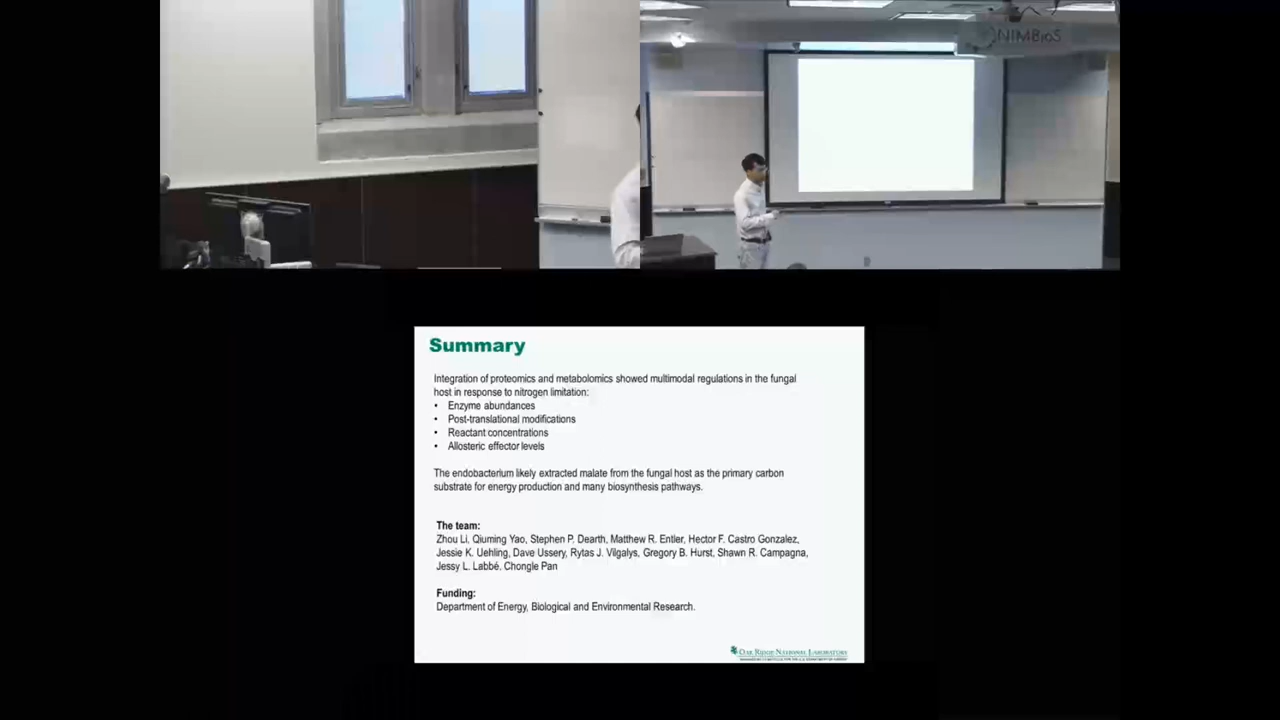 NIMBioS
Summary
Integration of proteomics and metabolomics showed multimodal regulations in the fungal
host in response to nitrogen limitation:
• Enzyme abundances
• Post-translational modifications
• Reactant concentrations
• Allosteric effector levels
The endobacterium likely extracted malate from the fungal host as the primary carbon
substrate for energy production and many biosynthesis pathways.
The team:
Zhou Li, Qiuming Yao, Stephen P. Dearth, Matthew R. Entler, Hector F. Castro Gonzalez,
Jessie K. Uehling, Dave Ussery, Rytas J. Vilgalys, Gregory B. Hurst, Shawn R. Campagna,
Jessy L. Labbé. Chongle Pan
Funding:
Department of Energy, Biological and Environmental Research.
OAK RIDGE NATIONAL LABORATORY